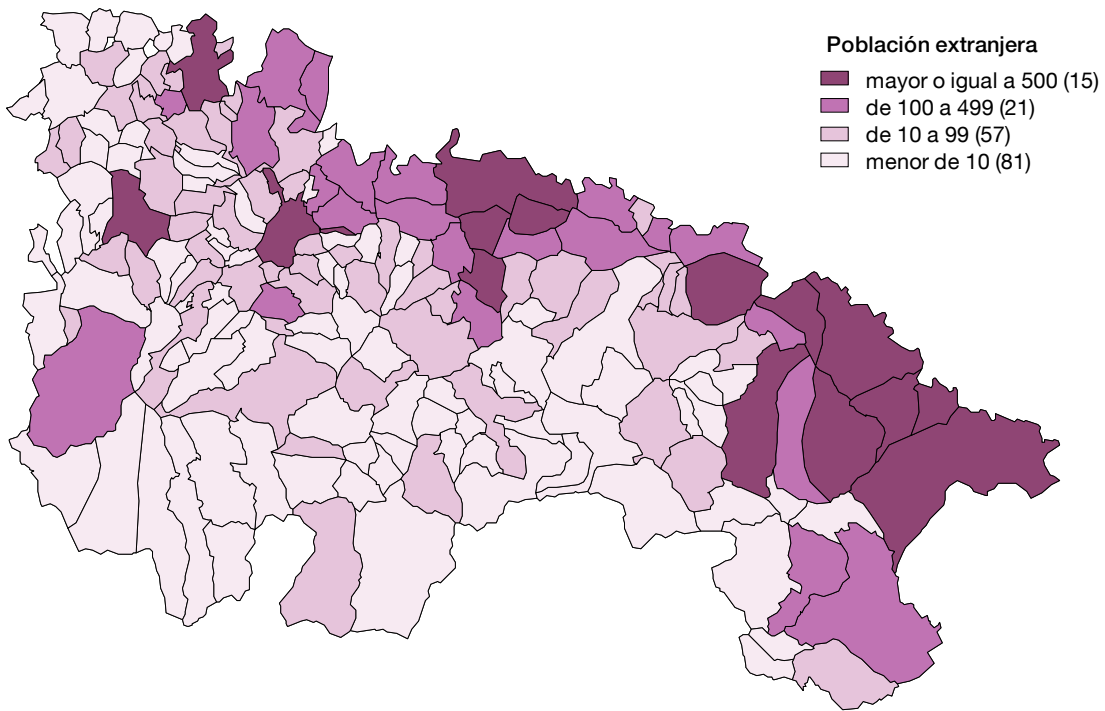 Población extranjera
mayor o igual a 500 (15)
de 100 a 499 (21)
de 10 a 99 (57)
menor de 10 (81)